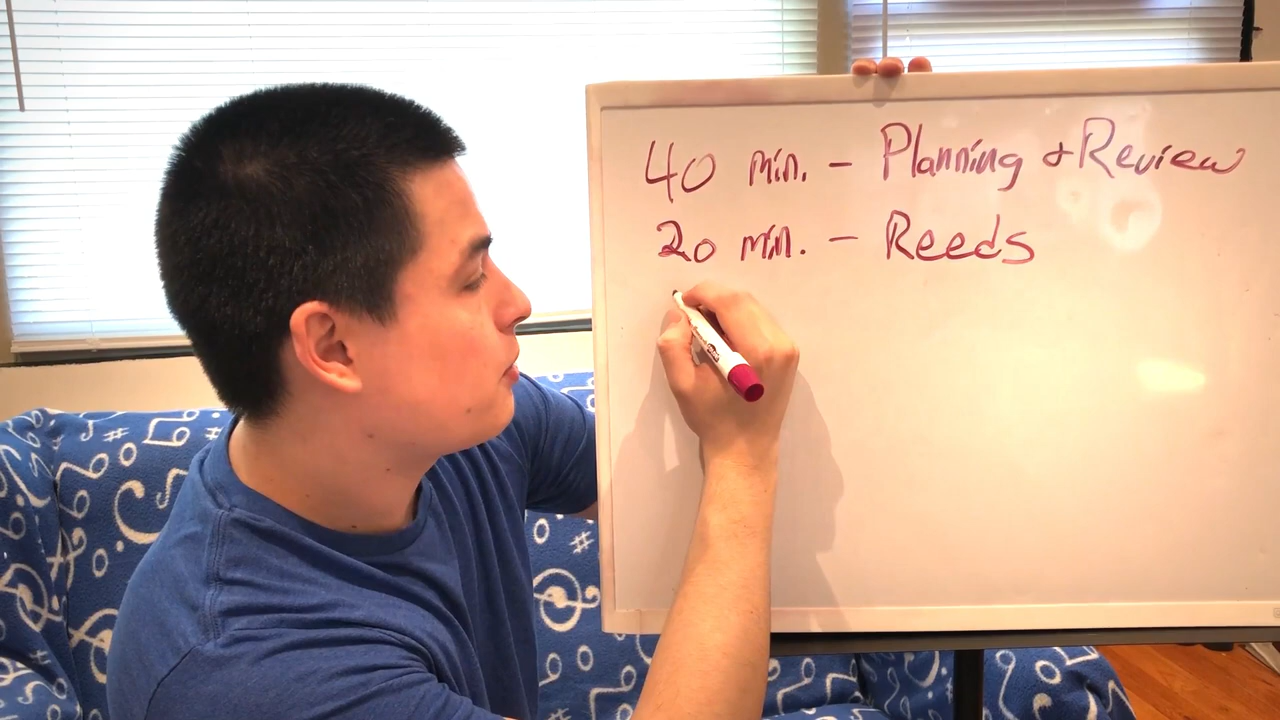 40 min. – Planning & Review
20 min. – Reeds